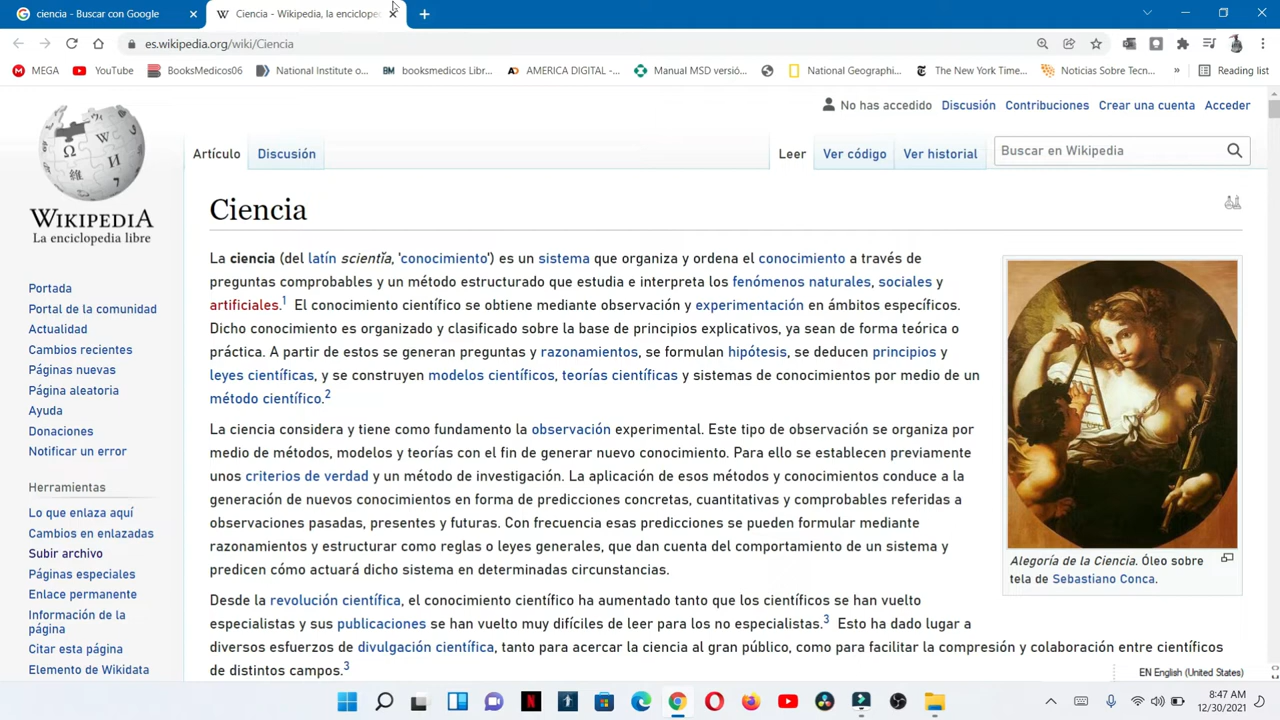 ciencia - Buscar con Google
Ciencia - Wikipedia, la encicloped
es.wikipedia.org/wiki/Ciencia
MEGA
YouTube
BooksMedicos06
National Institute o...
booksmedicos Libr...
AMERICA DIGITAL -...
Manual MSD versió...
National Geographi...
The New York Time...
Noticias Sobre Tecn...
»
Reading list
No has accedido Discusión Contribuciones Crear una cuenta Acceder
Artículo Discusión Leer Ver código Ver historial Buscar en Wikipedia
WIKIPEDIA
La enciclopedia libre
Portada
Portal de la comunidad
Actualidad
Cambios recientes
Páginas nuevas
Página aleatoria
Ayuda
Donaciones
Notificar un error
Herramientas
Lo que enlaza aquí
Cambios en enlazadas
Subir archivo
Páginas especiales
Enlace permanente
Información de la
página
Citar esta página
Elemento de Wikidata
Ciencia
La ciencia (del latín scientĭa, 'conocimiento') es un sistema que organiza y ordena el conocimiento a través de
preguntas comprobables y un método estructurado que estudia e interpreta los fenómenos naturales, sociales y
artificiales.1 El conocimiento científico se obtiene mediante observación y experimentación en ámbitos específicos.
Dicho conocimiento es organizado y clasificado sobre la base de principios explicativos, ya sean de forma teórica o
práctica. A partir de estos se generan preguntas y razonamientos, se formulan hipótesis, se deducen principios y
leyes científicas, y se construyen modelos científicos, teorías científicas y sistemas de conocimientos por medio de un
método científico.2
La ciencia considera y tiene como fundamento la observación experimental. Este tipo de observación se organiza por
medio de métodos, modelos y teorías con el fin de generar nuevo conocimiento. Para ello se establecen previamente
unos criterios de verdad y un método de investigación. La aplicación de esos métodos y conocimientos conduce a la
generación de nuevos conocimientos en forma de predicciones concretas, cuantitativas y comprobables referidas a
observaciones pasadas, presentes y futuras. Con frecuencia esas predicciones se pueden formular mediante
razonamientos y estructurar como reglas o leyes generales, que dan cuenta del comportamiento de un sistema y
predicen cómo actuará dicho sistema en determinadas circunstancias.
Desde la revolución científica, el conocimiento científico ha aumentado tanto que los científicos se han vuelto
especialistas y sus publicaciones se han vuelto muy difíciles de leer para los no especialistas.3 Esto ha dado lugar a
diversos esfuerzos de divulgación científica, tanto para acercar la ciencia al gran público, como para facilitar la compresión y colaboración entre científicos
de distintos campos.3
Alegoría de la Ciencia. Óleo sobre
tela de Sebastiano Conca.
EN English (United States)
8:47 AM
12/30/2021